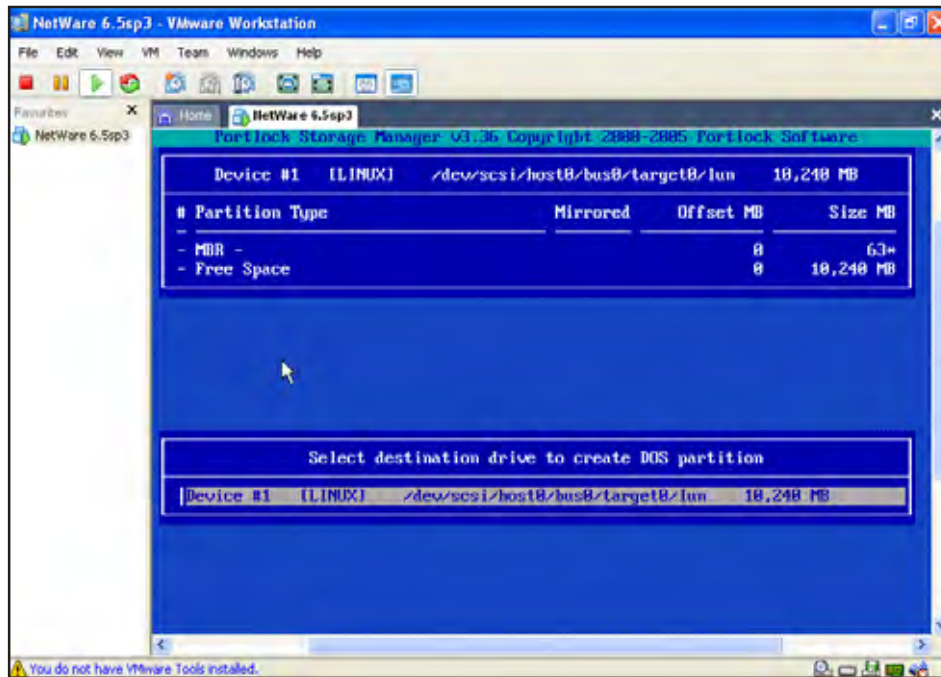 NetWare 6.5sp3 - VMware Workstation
File Edit View VM Team Windows Help
Favorites
Home NetWare 6.5sp3
NetWare 6.5sp3
Portlock Storage Manager v3.36 Copyright 2000-2005 Portlock Software
Device #1 [LINUX] /dev/scsi/host0/bus0/target0/lun 10,240 MB
# Partition Type Mirrored Offset MB Size MB
- MBR - 0 63*
- Free Space 0 10,240 MB
Select destination drive to create DOS partition
Device #1 [LINUX] /dev/scsi/host0/bus0/target0/lun 10,240 MB
You do not have VMware Tools installed.